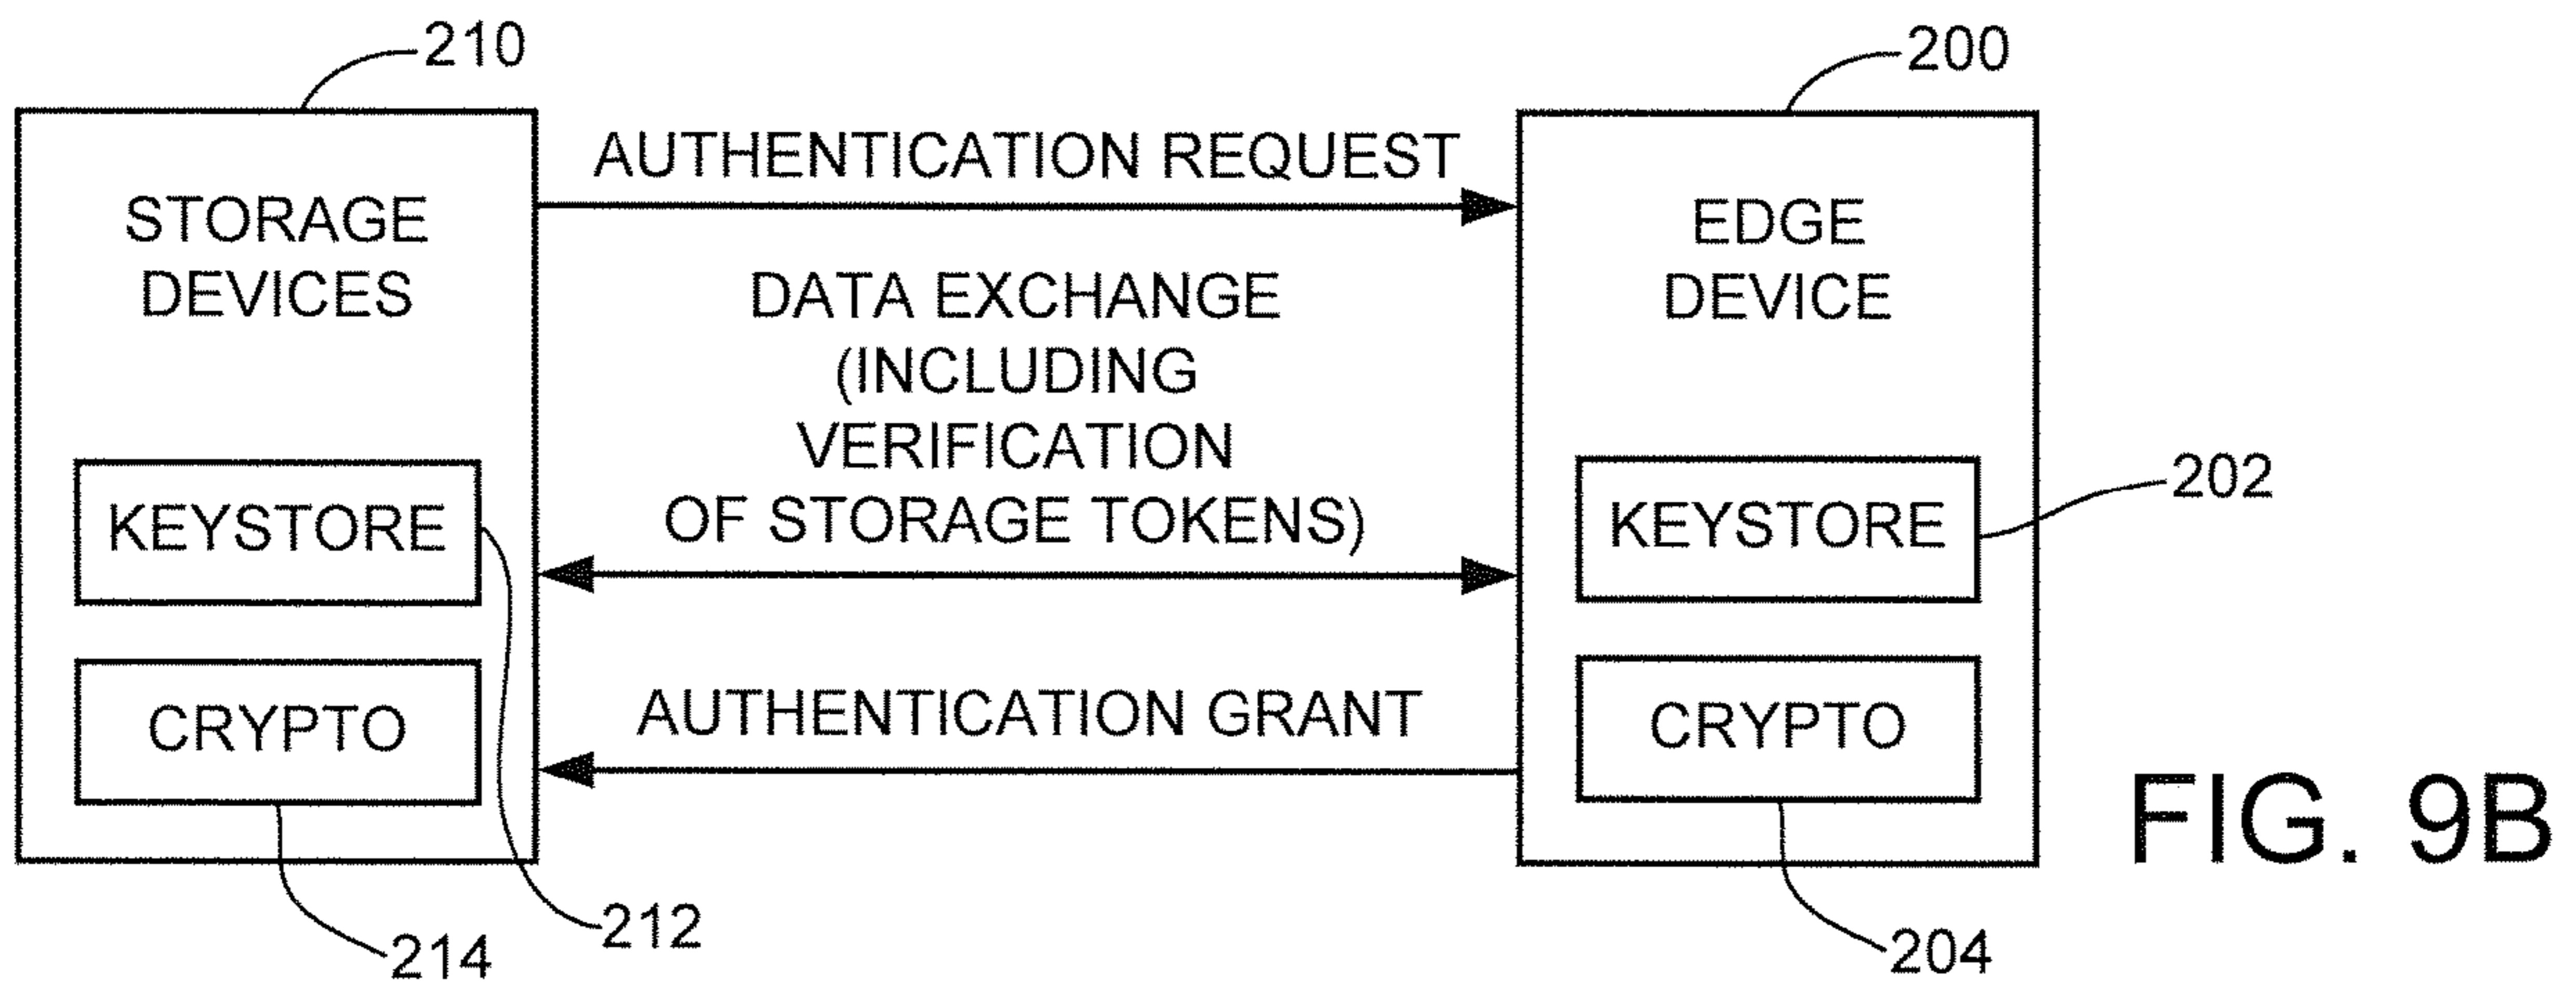 210
200
STORAGE
DEVICES
AUTHENTICATION REQUEST
EDGE
DEVICE
DATA EXCHANGE
(INCLUDING
VERIFICATION
OF STORAGE TOKENS)
KEYSTORE
KEYSTORE
202
AUTHENTICATION GRANT
CRYPTO
CRYPTO
212
214
204
FIG. 9B